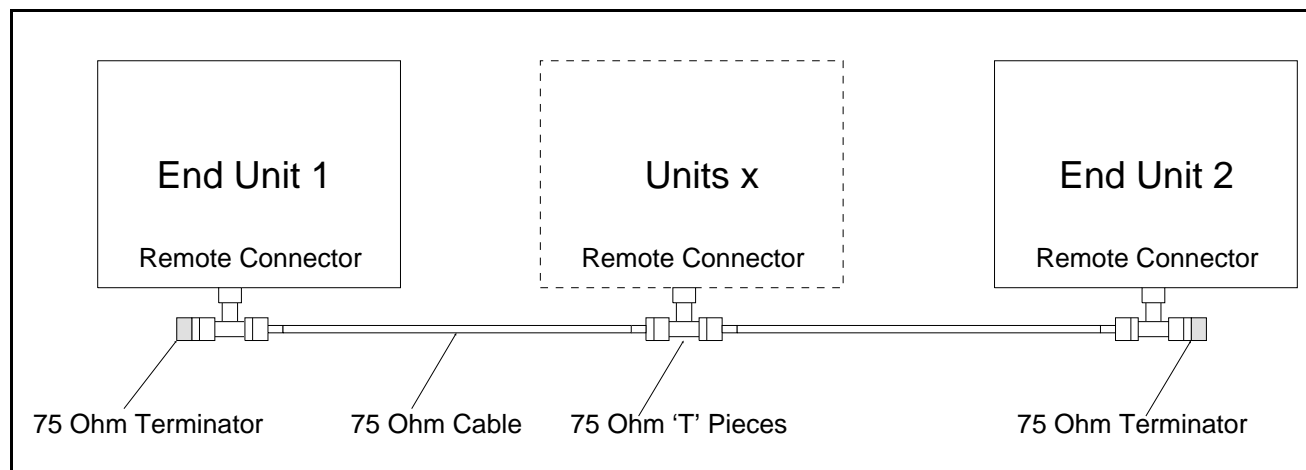 End Unit 1
Units x
End Unit 2
Remote Connector
Remote Connector
Remote Connector
75 Ohm Terminator
75 Ohm Cable
75 Ohm ‘T’ Pieces
75 Ohm Terminator